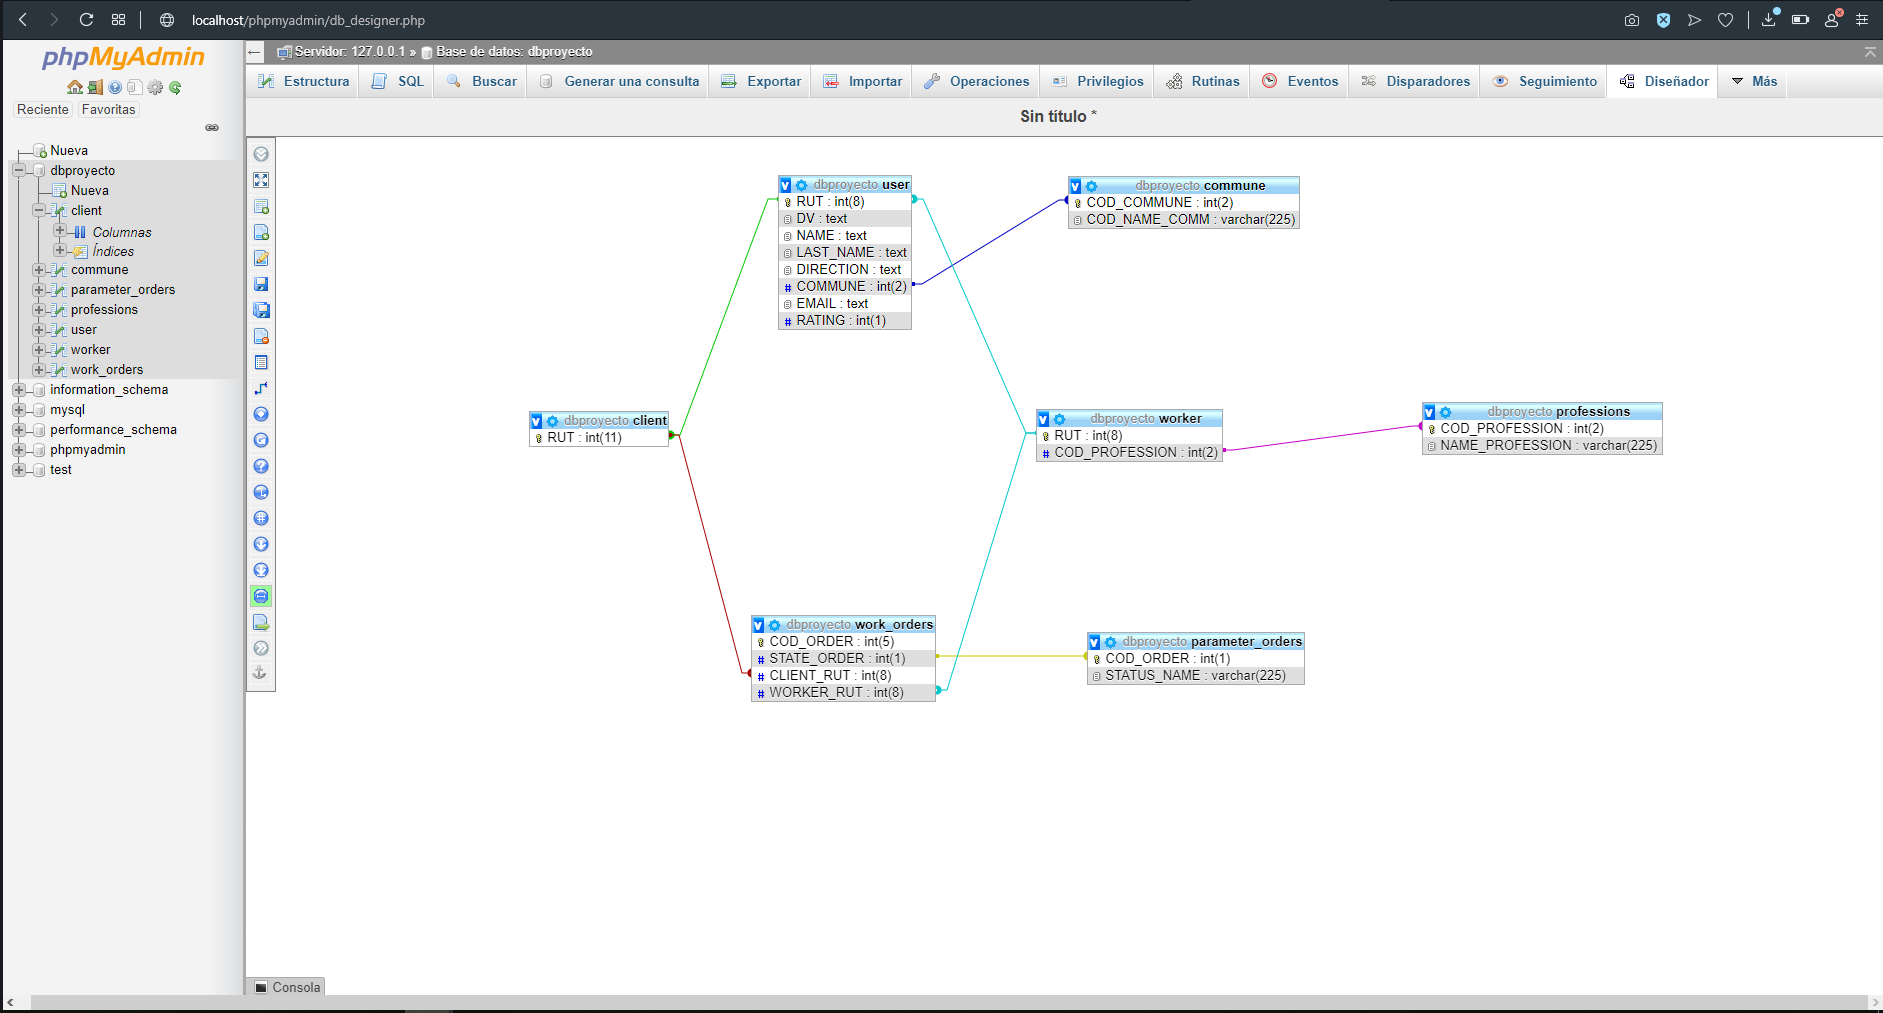 localhost/phpmyadmin/db_designer.php
phpMyAdmin
Reciente Favoritas
Nueva
dbproyecto
Nueva
client
Columnas
Índices
commune
parameter_orders
professions
user
worker
work_orders
information_schema
mysql
performance_schema
phpmyadmin
test
Servidor: 127.0.0.1 » Base de datos: dbproyecto
Estructura SQL Buscar Generar una consulta Exportar Importar Operaciones Privilegios Rutinas Eventos Disparadores Seguimiento Diseñador Más
Sin título *
v dbproyecto user
RUT : int(8)
DV : text
NAME : text
LAST_NAME : text
DIRECTION : text
# COMMUNE : int(2)
EMAIL : text
# RATING : int(1)
v dbproyecto commune
COD_COMMUNE : int(2)
COD_NAME_COMM : varchar(225)
v dbproyecto client
RUT : int(11)
v dbproyecto worker
RUT : int(8)
# COD_PROFESSION : int(2)
v dbproyecto professions
COD_PROFESSION : int(2)
NAME_PROFESSION : varchar(225)
v dbproyecto work_orders
COD_ORDER : int(5)
# STATE_ORDER : int(1)
# CLIENT_RUT : int(8)
# WORKER_RUT : int(8)
v dbproyecto parameter_orders
COD_ORDER : int(1)
STATUS_NAME : varchar(225)
Consola